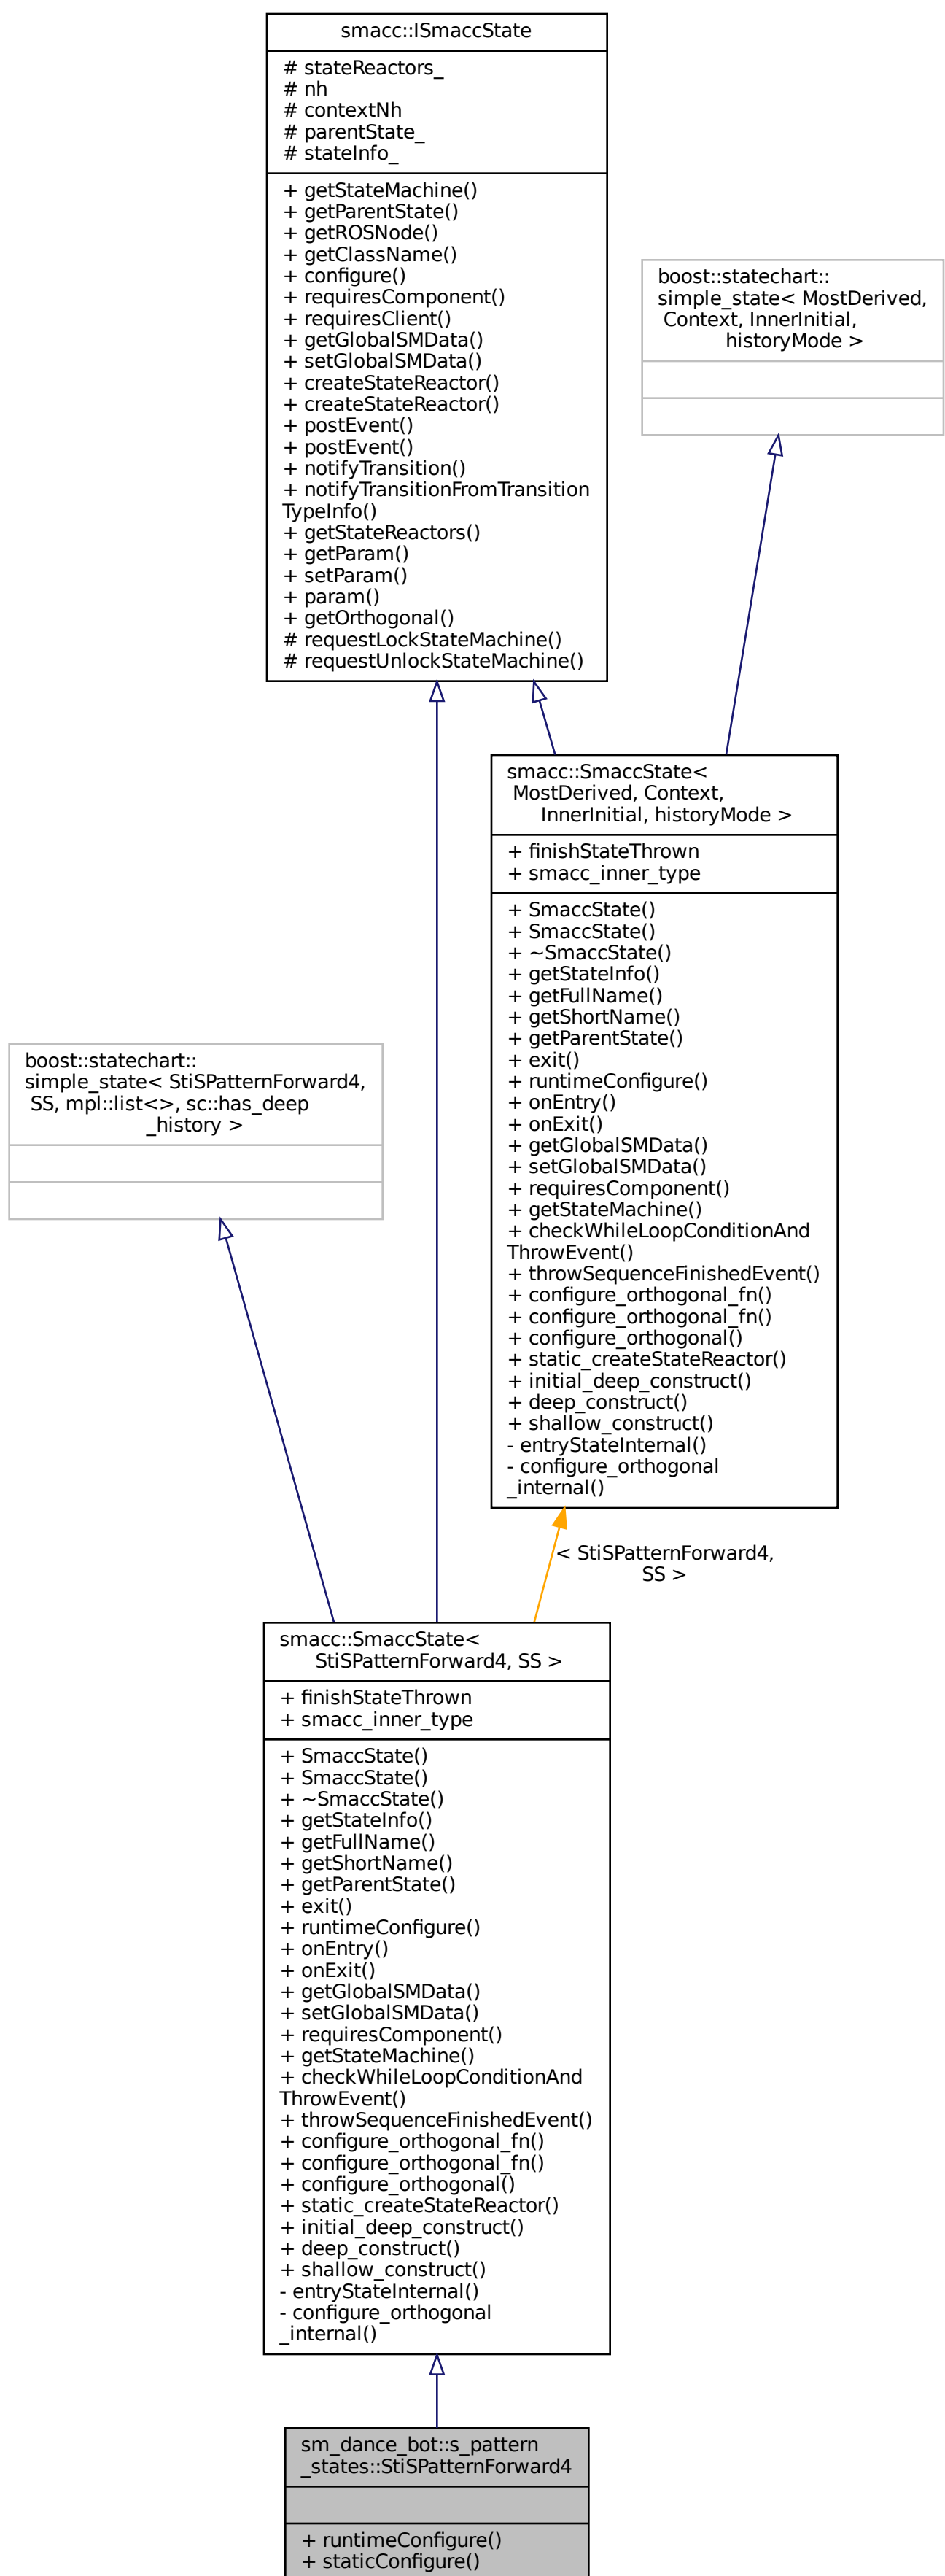 smacc::ISmaccState
# stateReactors_
# nh
# contextNh
# parentState_
# stateInfo_
+ getStateMachine()
+ getParentState()
+ getROSNode()
+ getClassName()
+ configure()
+ requiresComponent()
+ requiresClient()
+ getGlobalSMData()
+ setGlobalSMData()
+ createStateReactor()
+ createStateReactor()
+ postEvent()
+ postEvent()
+ notifyTransition()
+ notifyTransitionFromTransition
TypeInfo()
+ getStateReactors()
+ getParam()
+ setParam()
+ param()
+ getOrthogonal()
# requestLockStateMachine()
# requestUnlockStateMachine()
boost::statechart::
simple_state< MostDerived,
Context, InnerInitial,
historyMode >
smacc::SmaccState<
MostDerived, Context,
InnerInitial, historyMode >
+ finishStateThrown
+ smacc_inner_type
+ SmaccState()
+ SmaccState()
+ ~SmaccState()
+ getStateInfo()
+ getFullName()
+ getShortName()
+ getParentState()
+ exit()
+ runtimeConfigure()
+ onEntry()
+ onExit()
+ getGlobalSMData()
+ setGlobalSMData()
+ requiresComponent()
+ getStateMachine()
+ checkWhileLoopConditionAnd
ThrowEvent()
+ throwSequenceFinishedEvent()
+ configure_orthogonal_fn()
+ configure_orthogonal_fn()
+ configure_orthogonal()
+ static_createStateReactor()
+ initial_deep_construct()
+ deep_construct()
+ shallow_construct()
- entryStateInternal()
- configure_orthogonal
_internal()
boost::statechart::
simple_state< StiSPatternForward4,
SS, mpl::list<>, sc::has_deep
_history >
< StiSPatternForward4,
SS >
smacc::SmaccState<
StiSPatternForward4, SS >
+ finishStateThrown
+ smacc_inner_type
+ SmaccState()
+ SmaccState()
+ ~SmaccState()
+ getStateInfo()
+ getFullName()
+ getShortName()
+ getParentState()
+ exit()
+ runtimeConfigure()
+ onEntry()
+ onExit()
+ getGlobalSMData()
+ setGlobalSMData()
+ requiresComponent()
+ getStateMachine()
+ checkWhileLoopConditionAnd
ThrowEvent()
+ throwSequenceFinishedEvent()
+ configure_orthogonal_fn()
+ configure_orthogonal_fn()
+ configure_orthogonal()
+ static_createStateReactor()
+ initial_deep_construct()
+ deep_construct()
+ shallow_construct()
- entryStateInternal()
- configure_orthogonal
_internal()
sm_dance_bot::s_pattern
_states::StiSPatternForward4
+ runtimeConfigure()
+ staticConfigure()